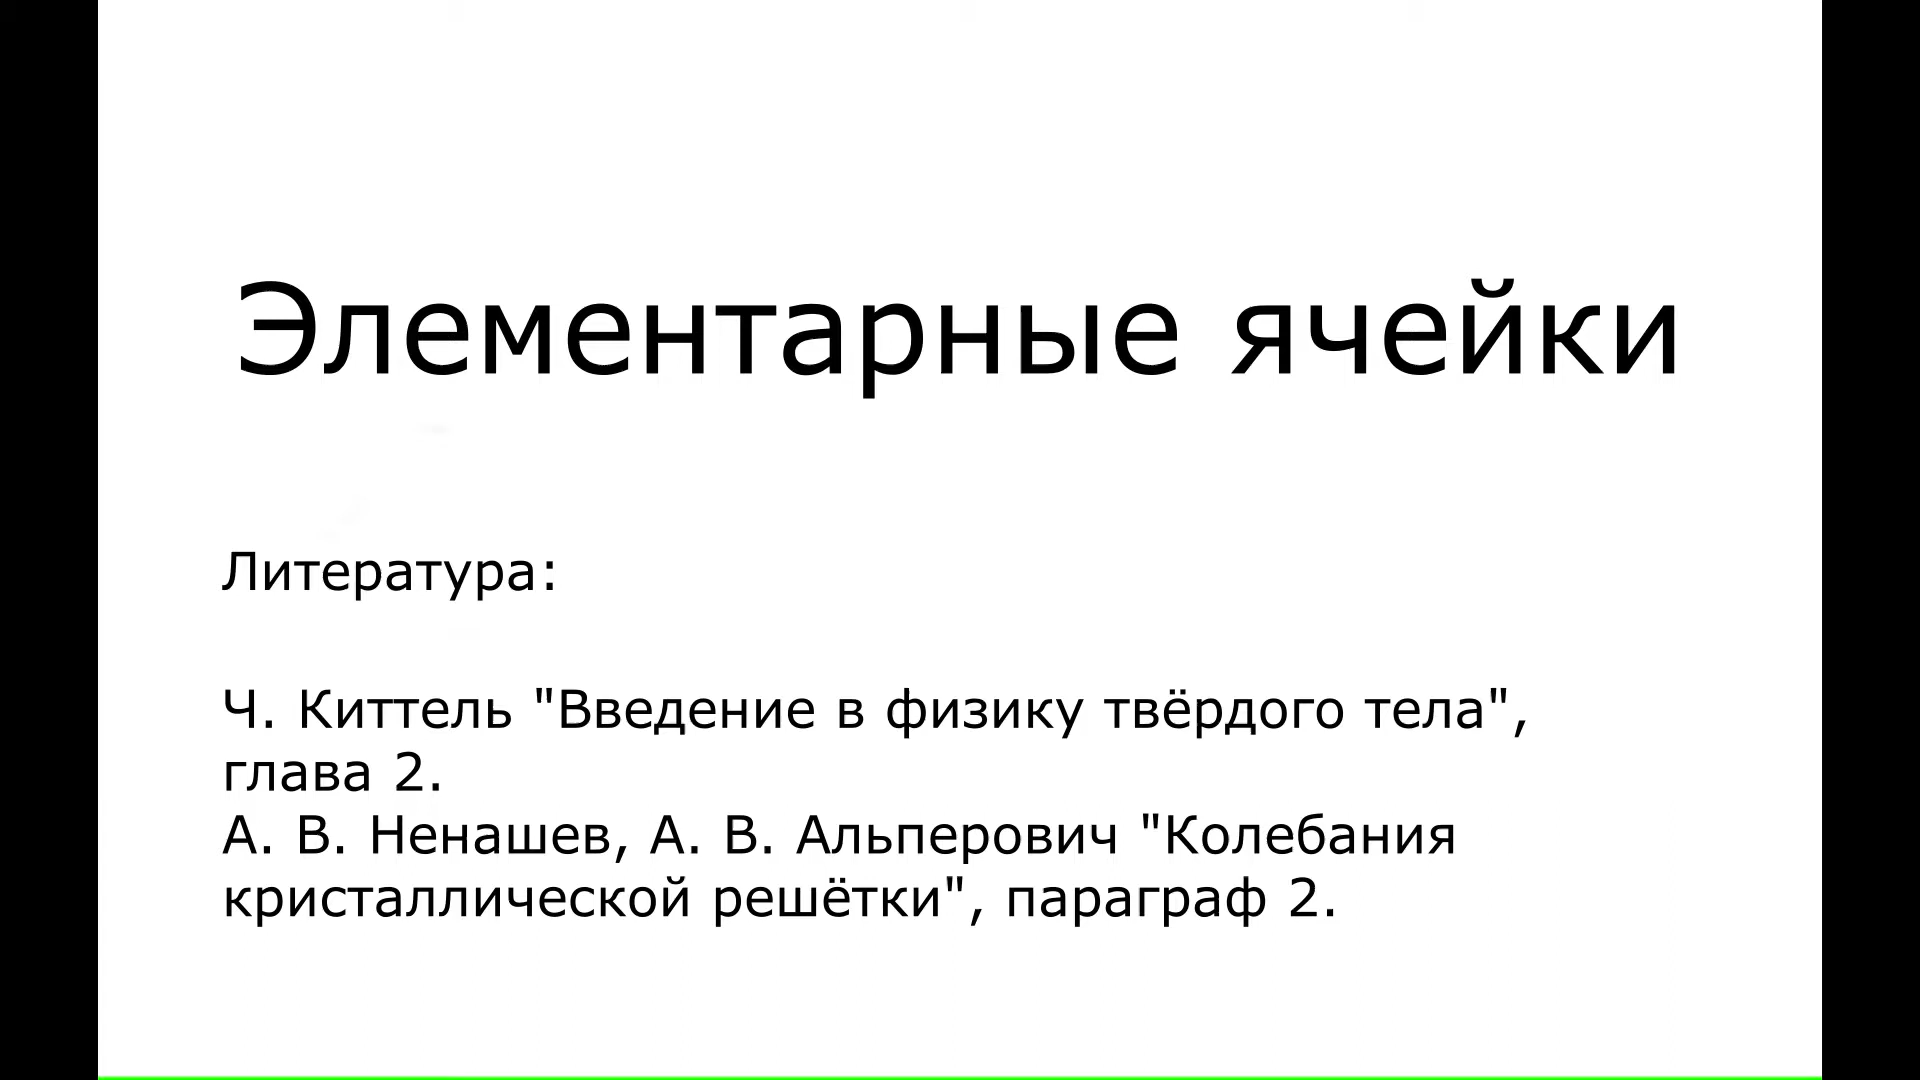 Элементарные ячейки
Литература:
Ч. Киттель "Введение в физику твёрдого тела",
глава 2.
А. В. Ненашев, А. В. Альперович "Колебания
кристаллической решётки", параграф 2.